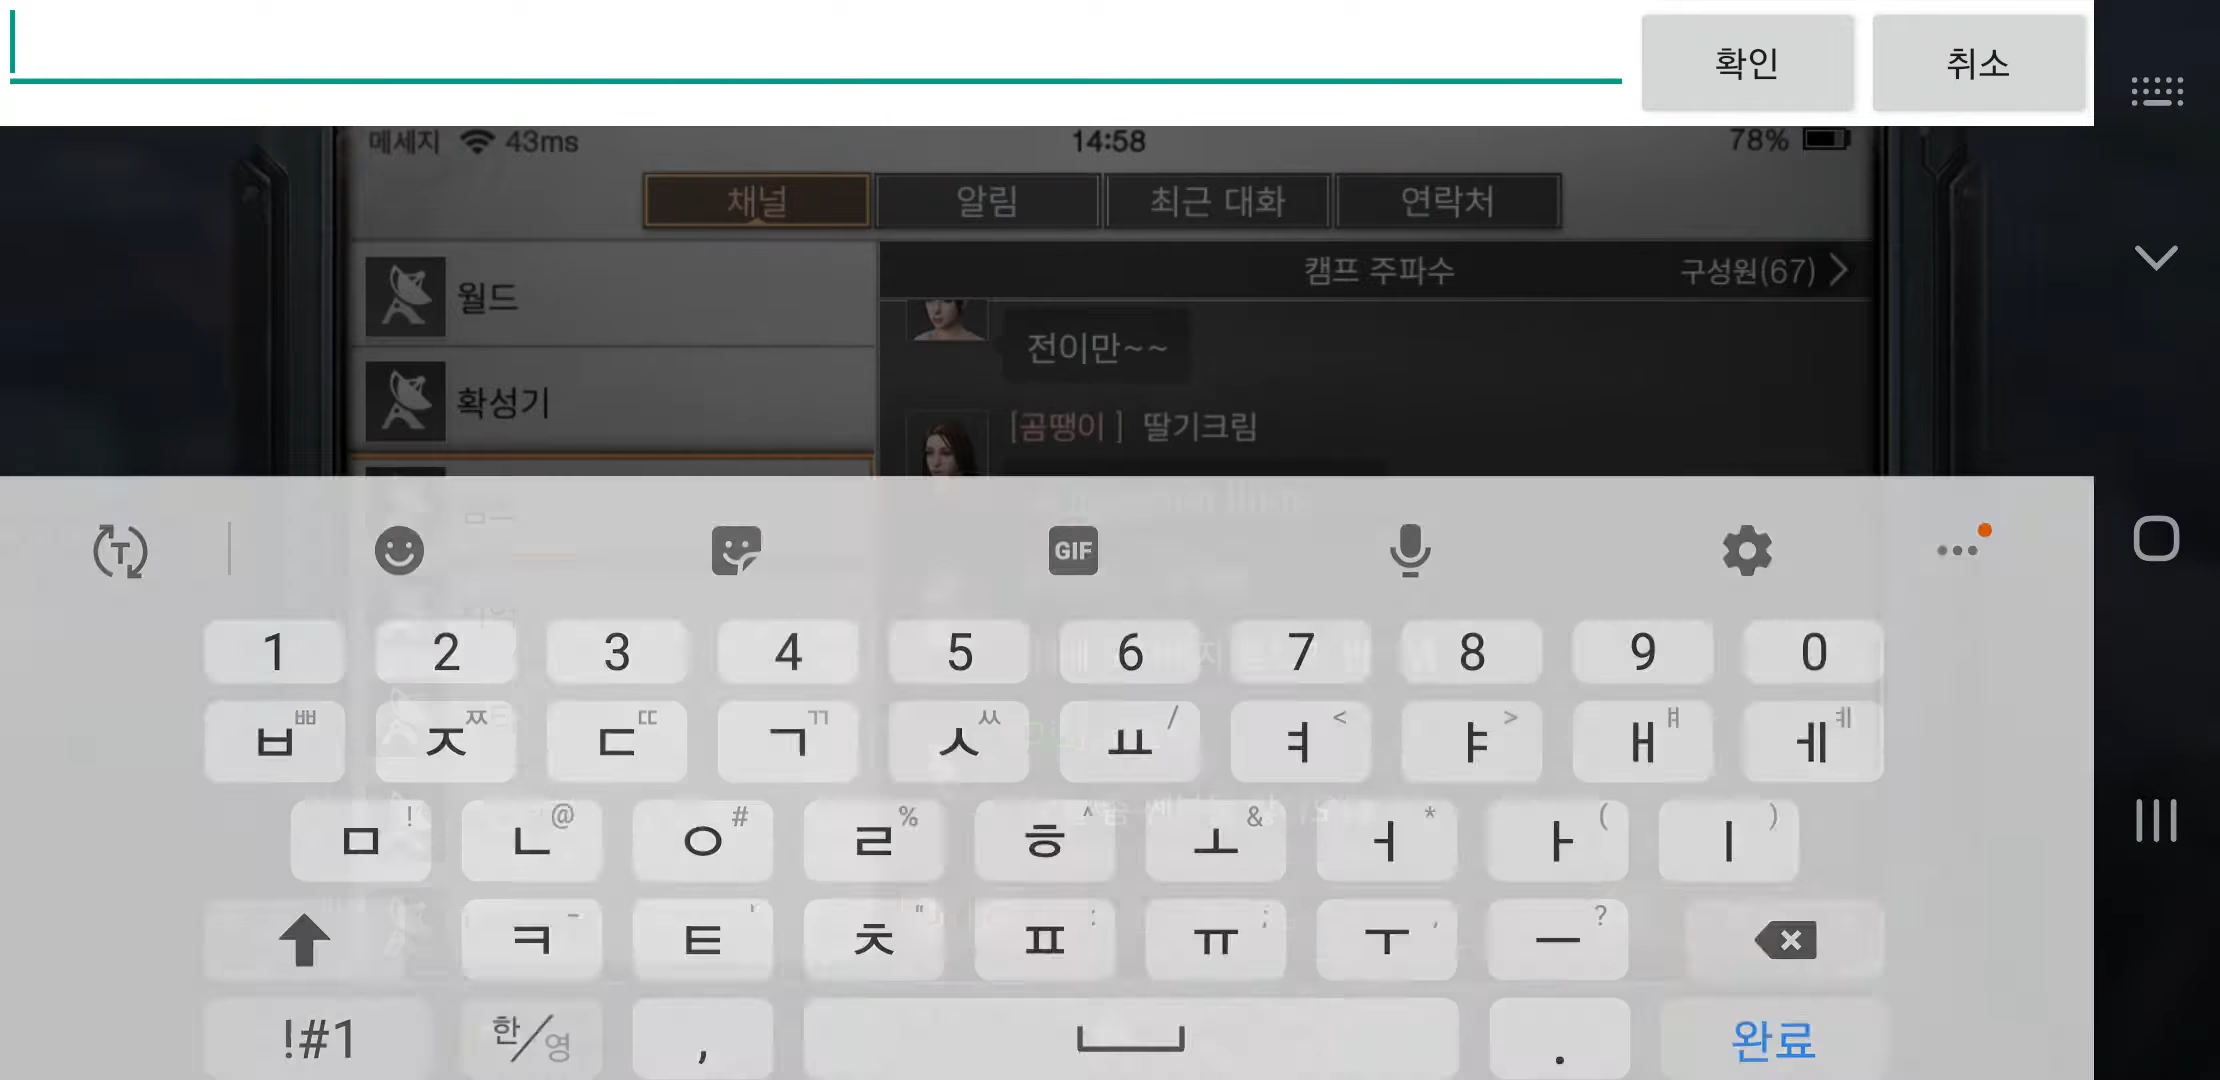 확인 취소
메세지 43ms 14:58 78%
채널 알림 최근 대화 연락처
월드
캠프 주파수 구성원(67)
전이만~~
확성기
[곰땡이 ] 딸기크림
T GIF
1 2 3 4 5 6 7 8 9 0
ㅃ ㅉ ㄸ ㄲ ㅆ / < > ㅒ ㅖ
ㅂ ㅈ ㄷ ㄱ ㅅ ㅛ ㅕ ㅑ ㅐ ㅔ
! @ # % ^ & * ( )
ㅁ ㄴ ㅇ ㄹ ㅎ ㅗ ㅓ ㅏ ㅣ
- ' " : ; , ?
ㅋ ㅌ ㅊ ㅍ ㅠ ㅜ ㅡ
!#1 한/영 , . 완료